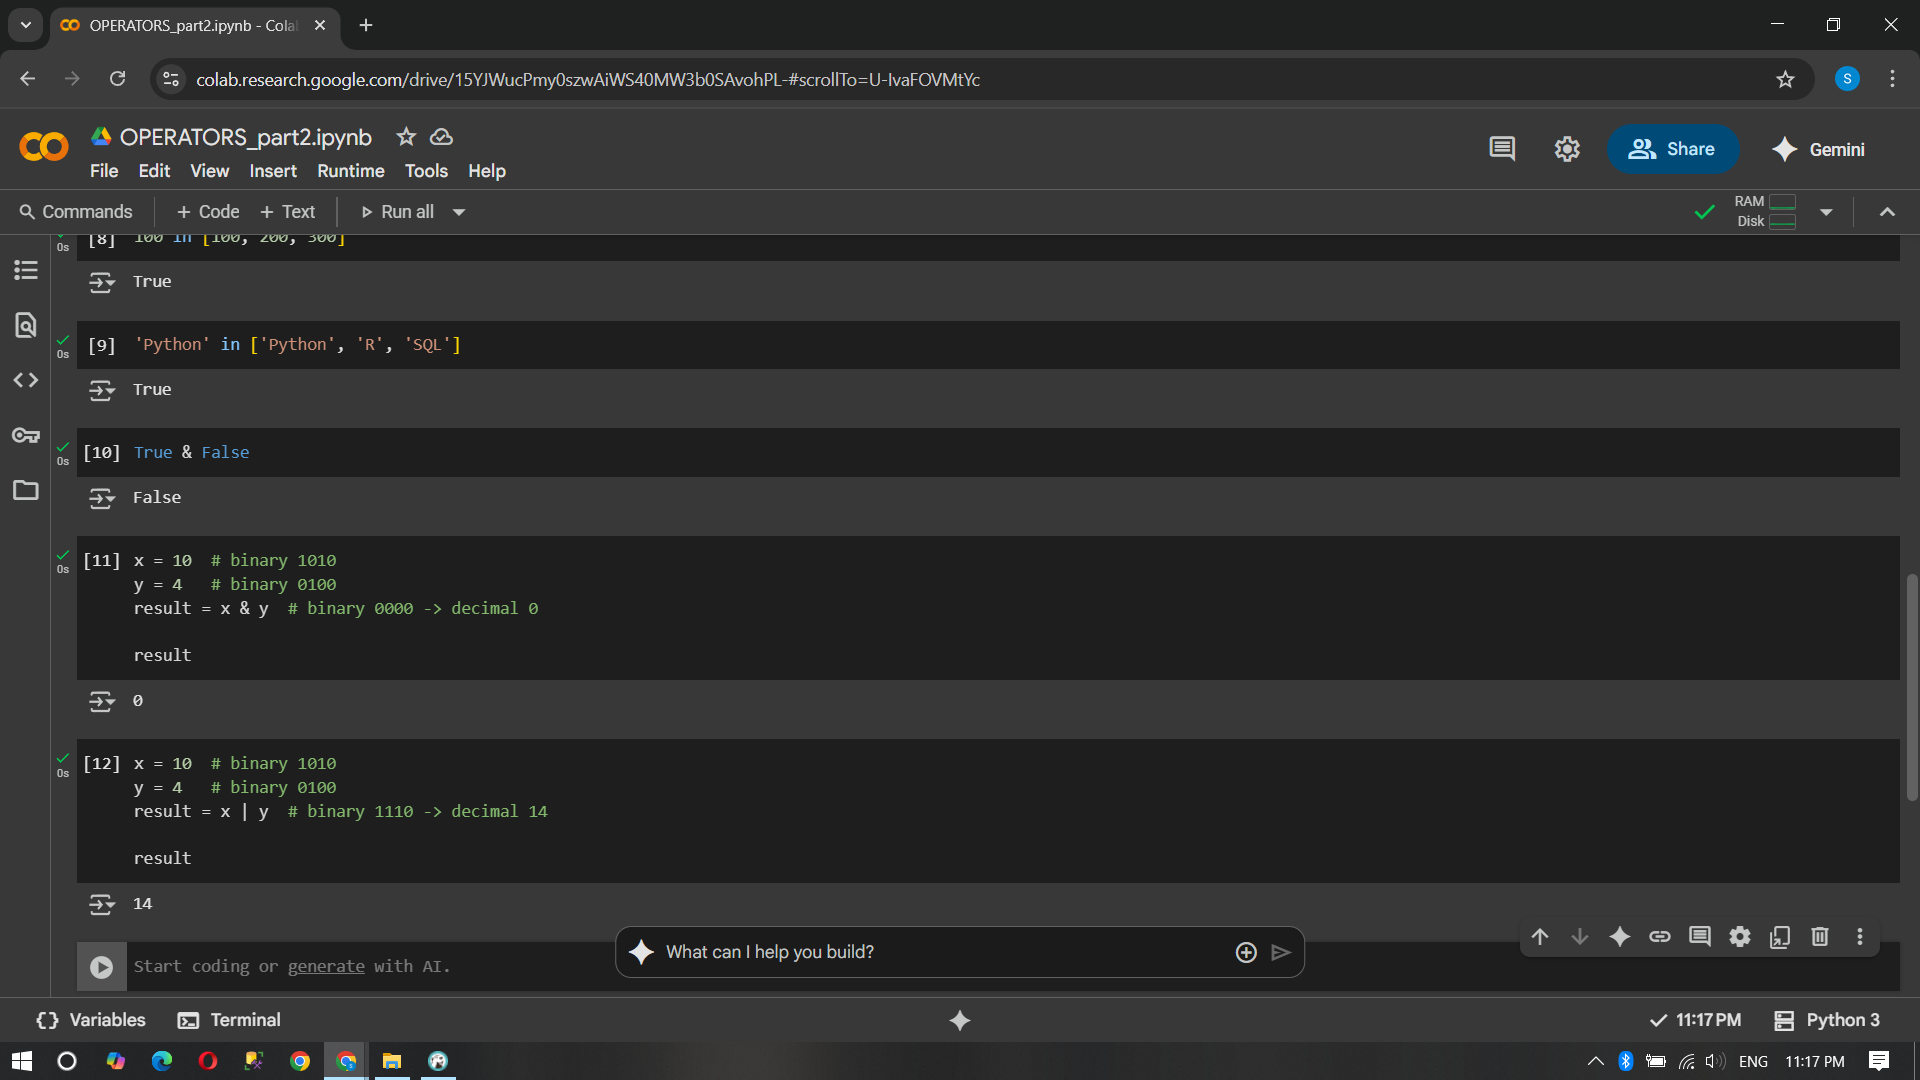 OPERATORS_part2.ipynb - Cola
colab.research.google.com/drive/15YJWucPmy0szwAiWS40MW3b0SAvohPL-#scrollTo=U-IvaFOVMtYc
S
OPERATORS_part2.ipynb
File Edit View Insert Runtime Tools Help
Share
Gemini
Commands + Code + Text Run all
RAM
Disk
0s [8] 100 in [100, 200, 300]
True
0s [9] 'Python' in ['Python', 'R', 'SQL']
True
0s [10] True & False
False
0s [11] x = 10 # binary 1010
y = 4 # binary 0100
result = x & y # binary 0000 -> decimal 0
result
0
0s [12] x = 10 # binary 1010
y = 4 # binary 0100
result = x | y # binary 1110 -> decimal 14
result
14
Start coding or generate with AI.
What can I help you build?
{} Variables Terminal
11:17 PM Python 3
ENG 11:17 PM